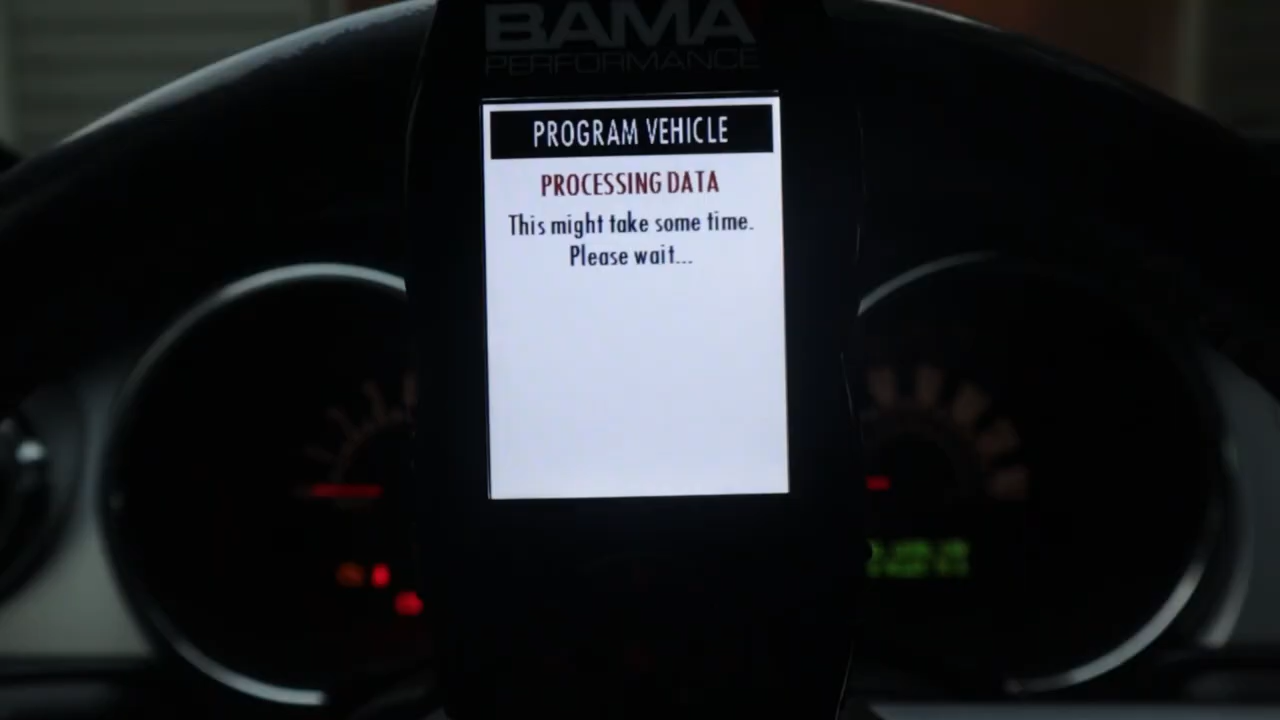 BAMA
PERFORMANCE
PROGRAM VEHICLE
PROCESSING DATA
This might take some time.
Please wait...